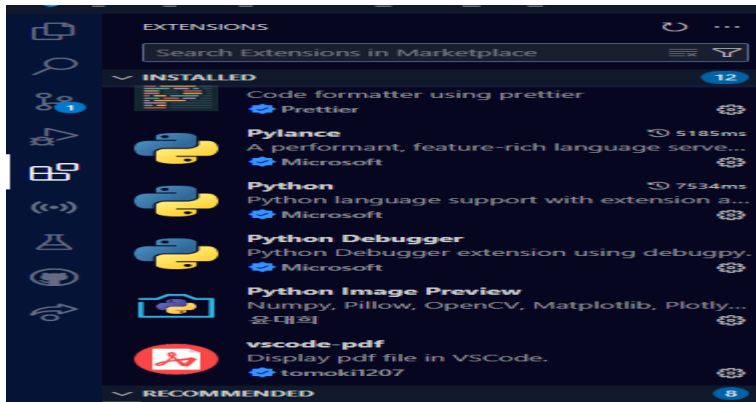 EXTENSIONS
Search Extensions in Marketplace
INSTALLED 12
Code formatter using prettier
Prettier
Pylance 5185ms
A performant, feature-rich language serve...
Microsoft
Python 7534ms
Python language support with extension a...
Microsoft
Python Debugger
Python Debugger extension using debugpy.
Microsoft
Python Image Preview
Numpy, Pillow, OpenCV, Matplotlib, Plotly...
윤대희
vscode-pdf
Display pdf file in VSCode.
tomoki1207
RECOMMENDED 8
1